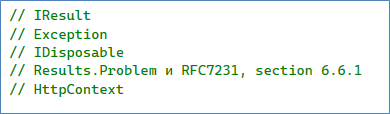 // IResult
// Exception
// IDisposable
// Results.Problem и RFC7231, section 6.6.1
// HttpContext